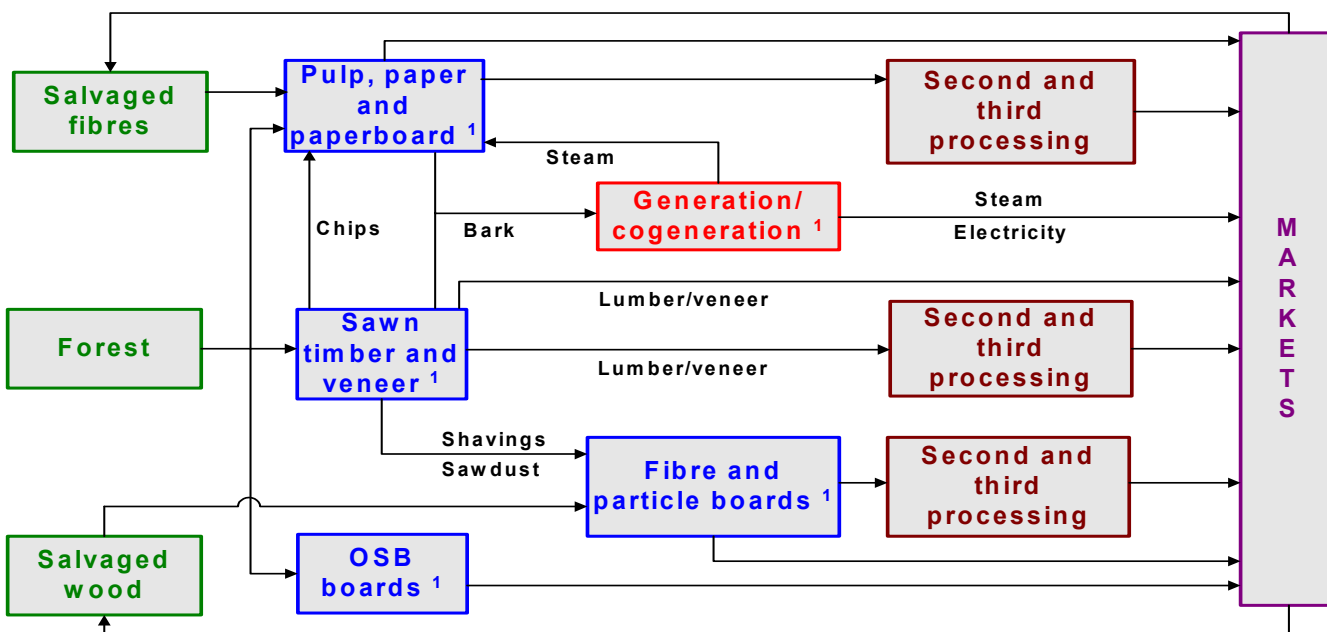 Salvaged
fibres
Pulp, paper
and
paperboard 1
Second and
third
processing
Steam
Generation/
cogeneration 1
Steam
Electricity
Chips
Bark
MARKETS
Forest
Sawn
timber and
veneer 1
Lumber/veneer
Lumber/veneer
Second and
third
processing
Shavings
Sawdust
Fibre and
particle boards 1
Second and
third
processing
Salvaged
wood
OSB
boards 1